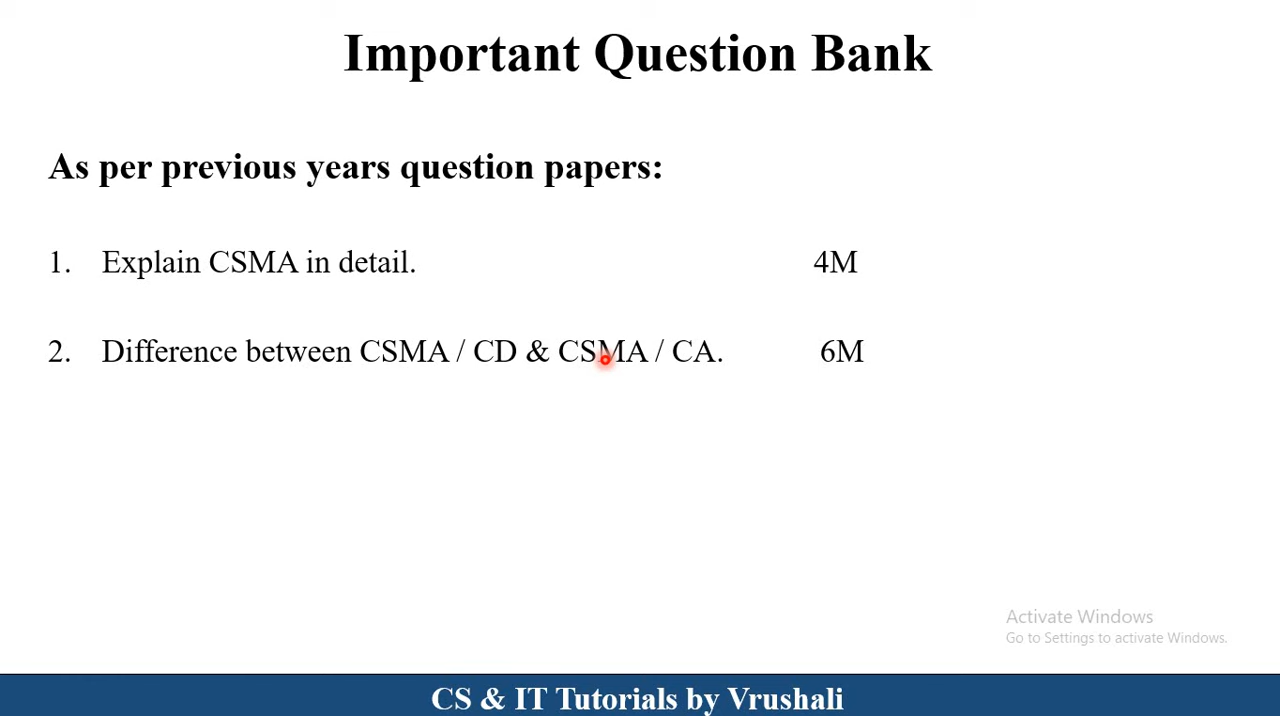 Important Question Bank
As per previous years question papers:
1. Explain CSMA in detail. 4M
2. Difference between CSMA / CD & CSMA / CA. 6M
Activate Windows
Go to Settings to activate Windows.
CS & IT Tutorials by Vrushali